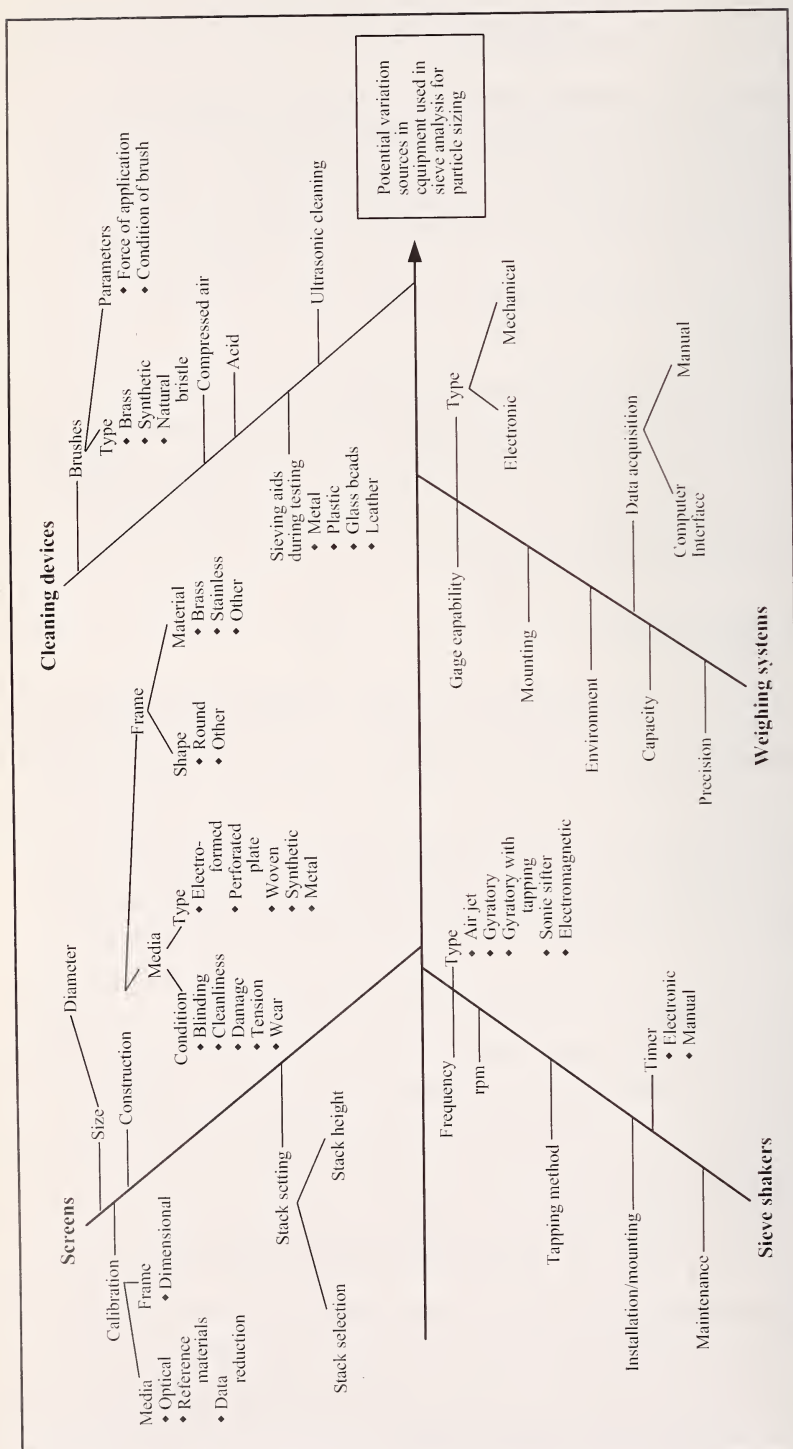 Screens
Size
Diameter
Calibration
Media
◆ Optical
◆ Reference
materials
◆ Data
reduction
Frame
◆ Dimensional
Construction
Media
Condition
◆ Blinding
◆ Cleanliness
◆ Damage
◆ Tension
◆ Wear
Type
◆ Electro-
formed
◆ Perforated
plate
◆ Woven
◆ Synthetic
◆ Metal
Frame
Shape
◆ Round
◆ Other
Material
◆ Brass
◆ Stainless
◆ Other
Stack setting
Stack selection
Stack height
Cleaning devices
Brushes
Type
◆ Brass
◆ Synthetic
◆ Natural
bristle
Parameters
◆ Force of application
◆ Condition of brush
Compressed air
Acid
Sieving aids
during testing
◆ Metal
◆ Plastic
◆ Glass beads
◆ Leather
Ultrasonic cleaning
Potential variation
sources in
equipment used in
sieve analysis for
particle sizing
Frequency
Type
◆ Air jet
◆ Gyratory
◆ Gyratory with
tapping
◆ Sonic sifter
◆ Electromagnetic
rpm
Tapping method
Installation/mounting
Timer
◆ Electronic
◆ Manual
Maintenance
Sieve shakers
Gage capability
Type
Electronic
Mechanical
Mounting
Environment
Data acquisition
Computer
Interface
Manual
Capacity
Precision
Weighing systems